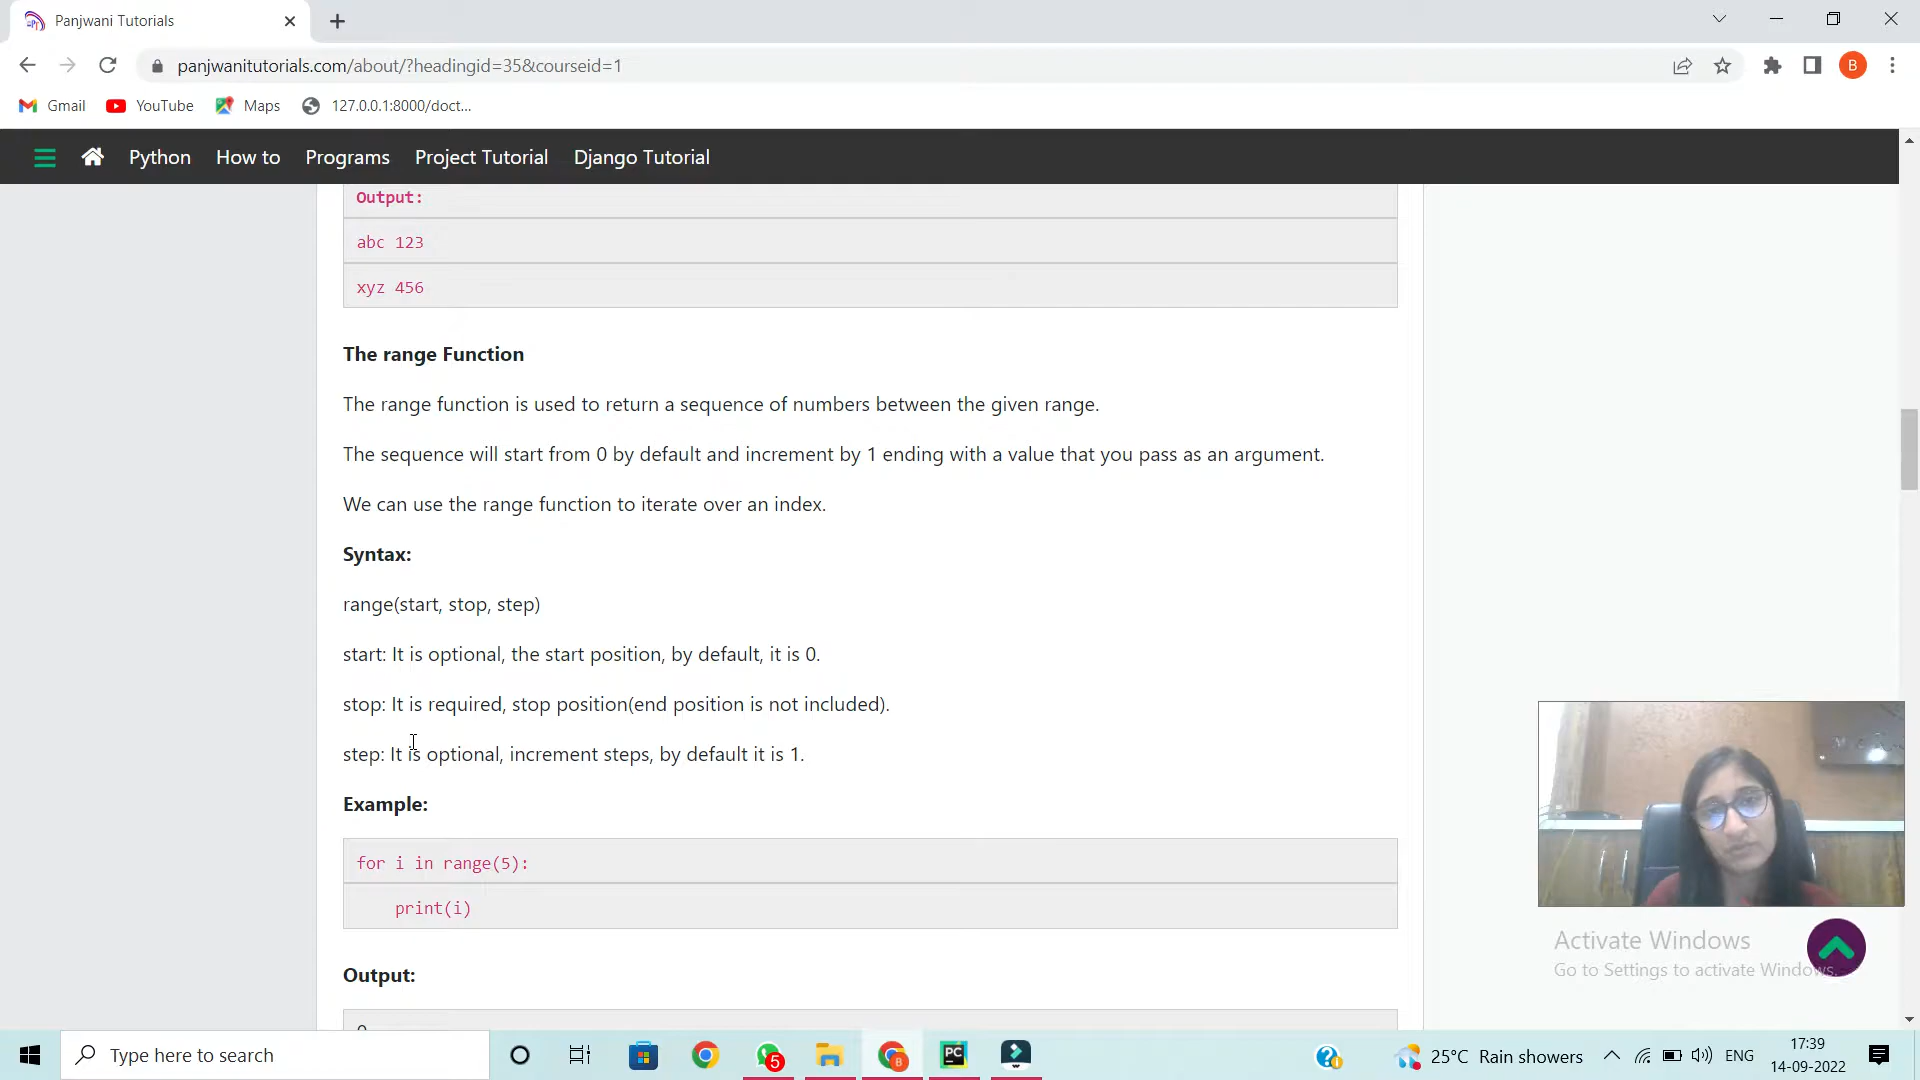 Panjwani Tutorials
panjwanitutorials.com/about/?headingid=35&courseid=1
B
Gmail YouTube Maps 127.0.0.1:8000/doct...
Python How to Programs Project Tutorial Django Tutorial
Output:
abc 123
xyz 456
The range Function
The range function is used to return a sequence of numbers between the given range.
The sequence will start from 0 by default and increment by 1 ending with a value that you pass as an argument.
We can use the range function to iterate over an index.
Syntax:
range(start, stop, step)
start: It is optional, the start position, by default, it is 0.
stop: It is required, stop position(end position is not included).
step: It is optional, increment steps, by default it is 1.
Example:
for i in range(5):
print(i)
Output:
Activate Windows
Go to Settings to activate Windows.
Type here to search
5
B
PC
25°C Rain showers
ENG
17:39
14-09-2022